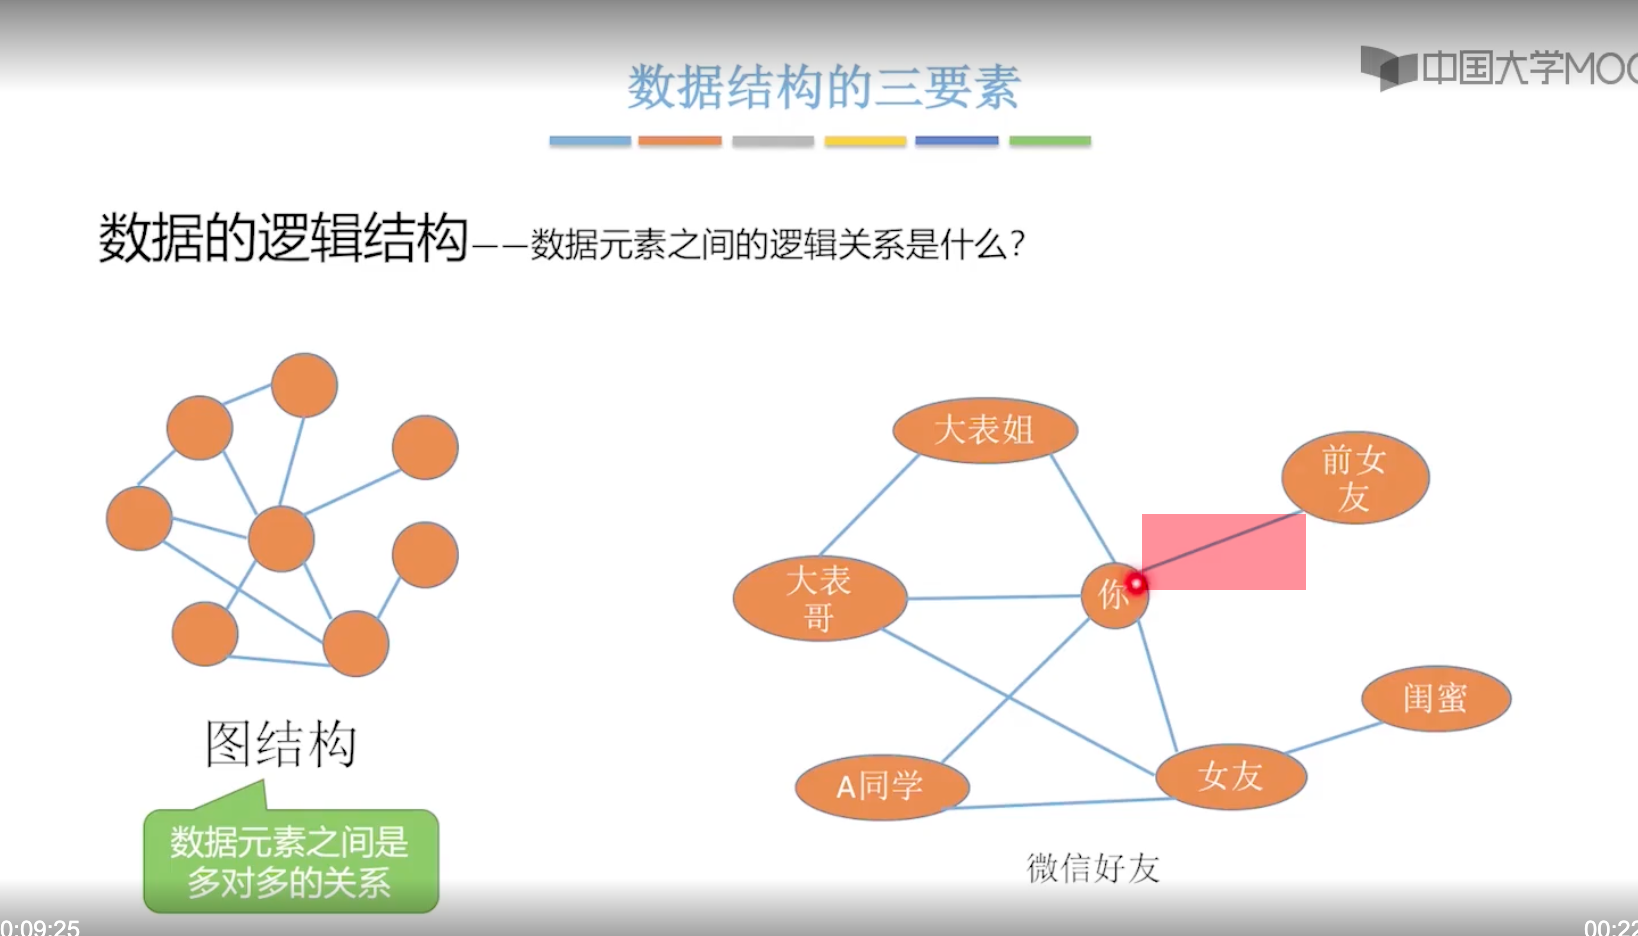 中国大学MOO
数据结构的三要素
数据的逻辑结构——数据元素之间的逻辑关系是什么？
大表姐
前女
友
大表
哥
你
闺蜜
女友
A同学
图结构
数据元素之间是
多对多的关系
微信好友
0:09:25
00:22